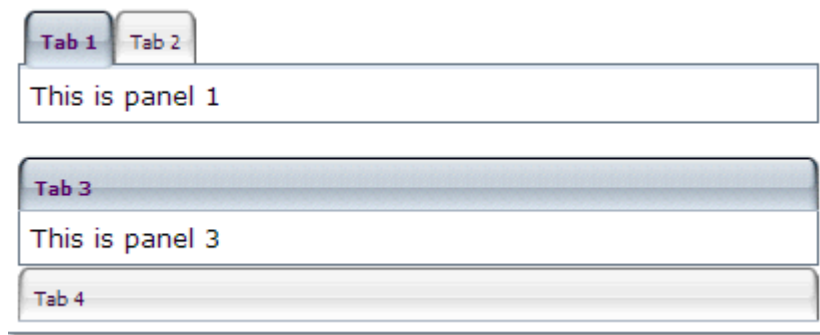 Tab 1 Tab 2
This is panel 1
Tab 3
This is panel 3
Tab 4